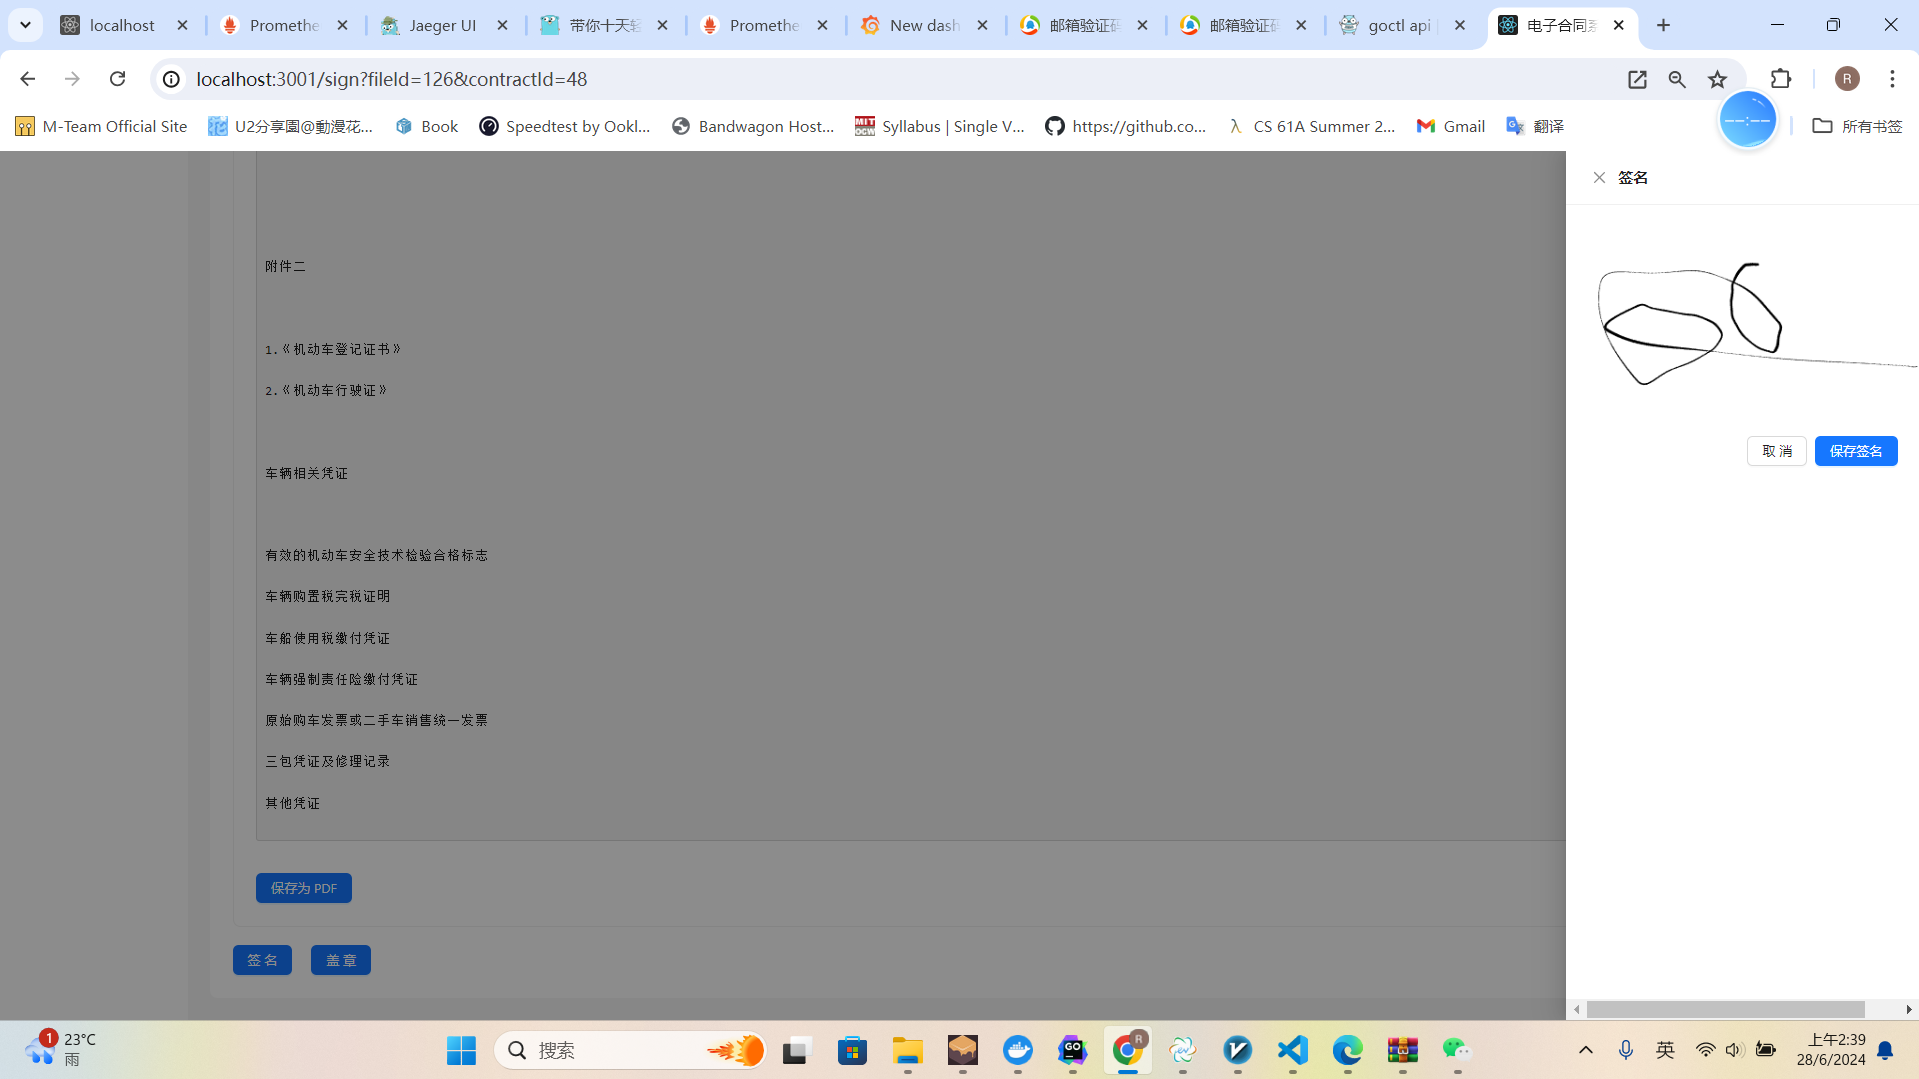 localhost
Promethe
Jaeger UI
带你十天轻
Promethe
New dash
邮箱验证码
邮箱验证码
goctl api
电子合同系
localhost:3001/sign?fileId=126&contractId=48
R
M-Team Official Site
U2分享園@動漫花...
Book
Speedtest by Ookl...
Bandwagon Host...
MIT
OCW
Syllabus | Single V...
https://github.co...
CS 61A Summer 2...
Gmail
翻译
--:--
所有书签
签名
附件二
1.《机动车登记证书》
2.《机动车行驶证》
车辆相关凭证
有效的机动车安全技术检验合格标志
车辆购置税完税证明
车船使用税缴付凭证
车辆强制责任险缴付凭证
原始购车发票或二手车销售统一发票
三包凭证及修理记录
其他凭证
取 消
保存签名
保存为 PDF
签 名
盖 章
1
23°C
雨
搜索
GO
R
英
上午2:39
28/6/2024